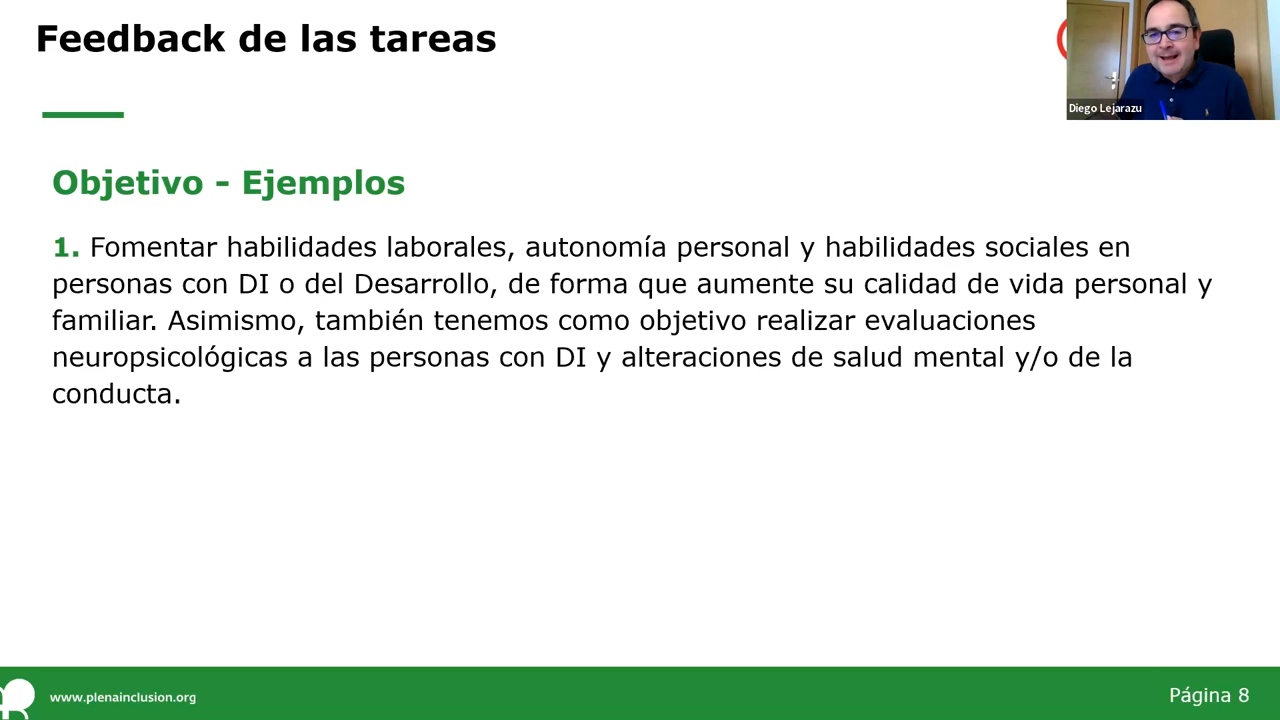 Feedback de las tareas
Diego Lejarazu
Objetivo - Ejemplos
1. Fomentar habilidades laborales, autonomía personal y habilidades sociales en
personas con DI o del Desarrollo, de forma que aumente su calidad de vida personal y
familiar. Asimismo, también tenemos como objetivo realizar evaluaciones
neuropsicológicas a las personas con DI y alteraciones de salud mental y/o de la
conducta.
www.plenainclusion.org
Página 8